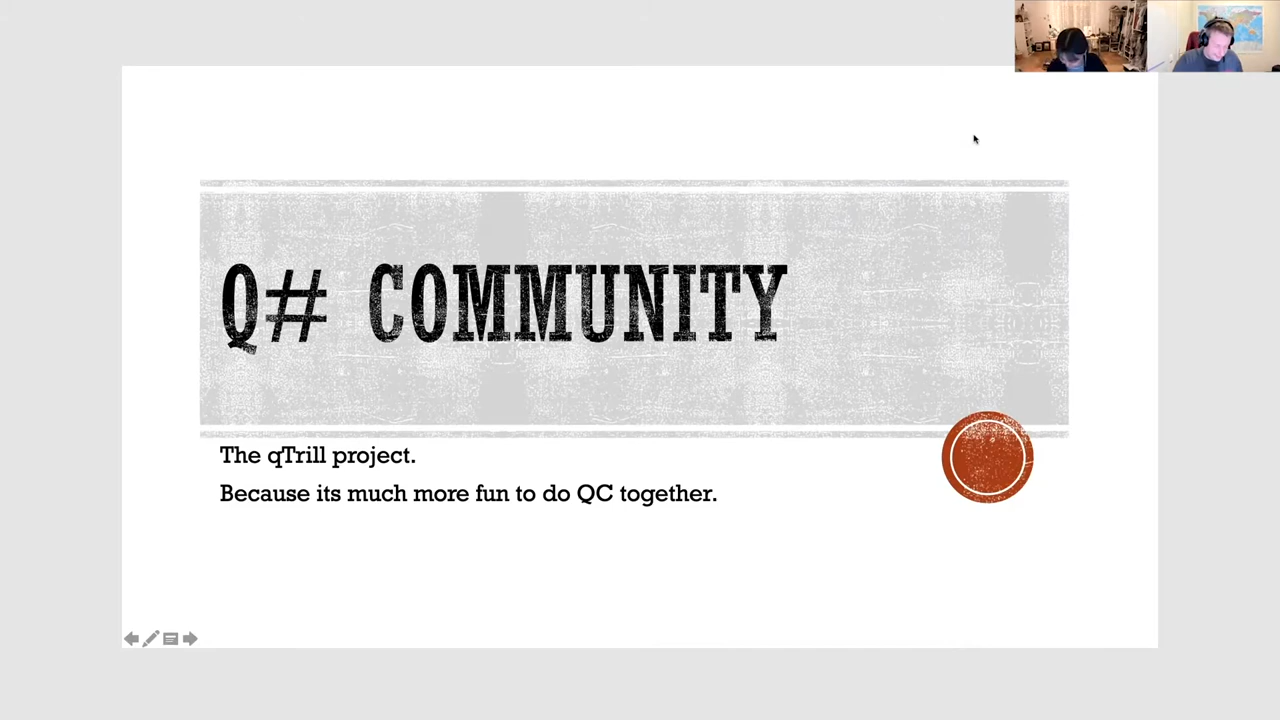 Q# COMMUNITY
The qTrill project.
Because its much more fun to do QC together.